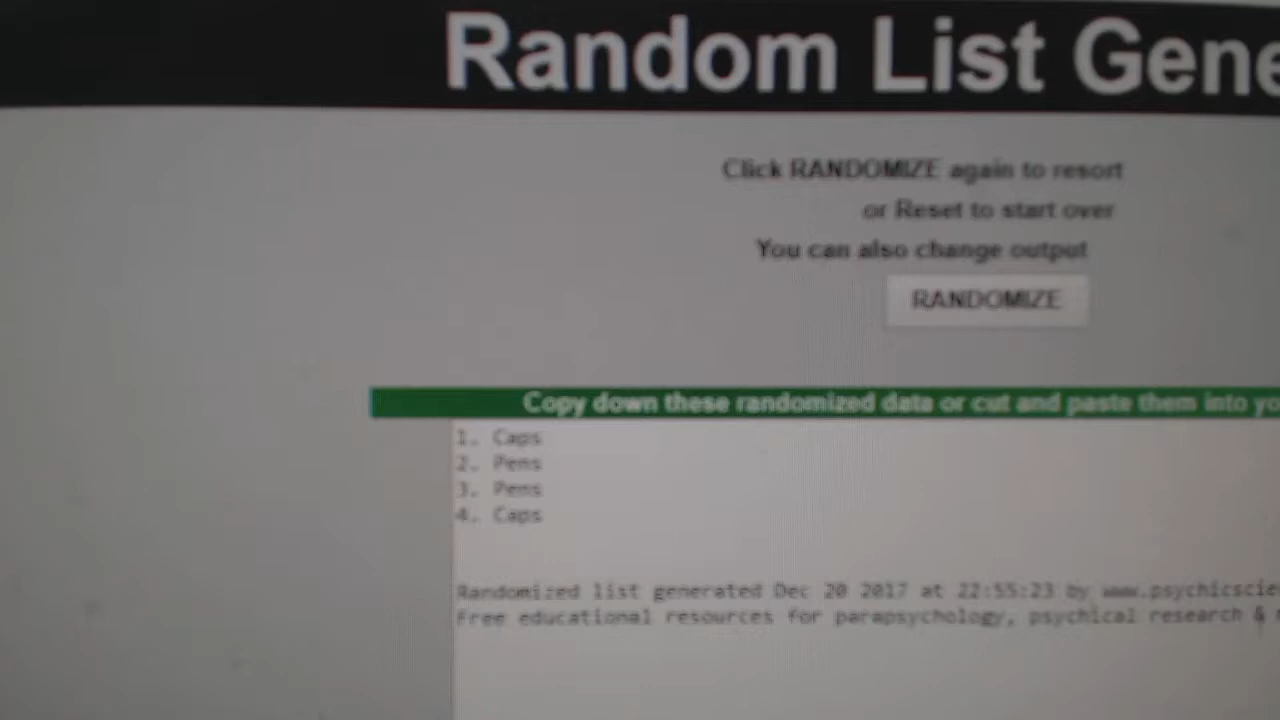 Random List Gene
Click RANDOMIZE again to resort
or Reset to start over
You can also change output
RANDOMIZE
Copy down these randomized data or cut and paste them into yo
1. Caps
2. Pens
3. Pens
4. Caps
Randomized list generated Dec 20 2017 at 22:55:23 by www.psychicscie
Free educational resources for parapsychology, psychical research &